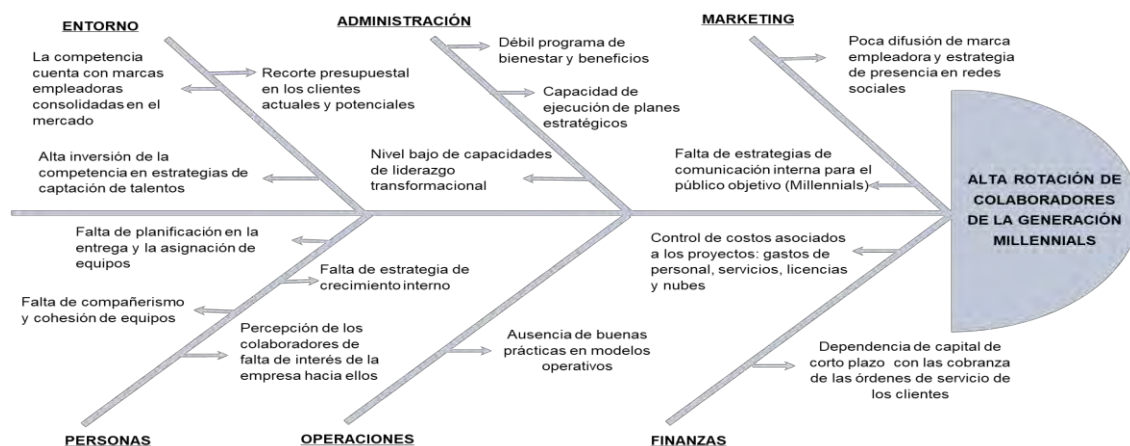 ENTORNO
La competencia
cuenta con marcas
empleadoras
consolidadas en el
mercado
Recorte presupuestal
en los clientes
actuales y potenciales
Alta inversión de la
competencia en estrategias de
captación de talentos
ADMINISTRACIÓN
Débil programa de
bienestar y beneficios
Capacidad de
ejecución de planes
estratégicos
Nivel bajo de capacidades
de liderazgo
transformacional
MARKETING
Poca difusión de marca
empleadora y estrategia
de presencia en redes
sociales
Falta de estrategias de
comunicación interna para el
público objetivo (Millennials)
ALTA ROTACIÓN DE
COLABORADORES
DE LA GENERACIÓN
MILLENNIALS
Falta de planificación en la
entrega y la asignación de
equipos
Falta de estrategia de
crecimiento interno
Falta de compañerismo
y cohesión de equipos
Percepción de los
colaboradores de
falta de interés de la
empresa hacia ellos
PERSONAS
Ausencia de buenas
prácticas en modelos
operativos
OPERACIONES
Control de costos asociados
a los proyectos: gastos de
personal, servicios, licencias
y nubes
Dependencia de capital de
corto plazo con las cobranza
de las órdenes de servicio de
los clientes
FINANZAS